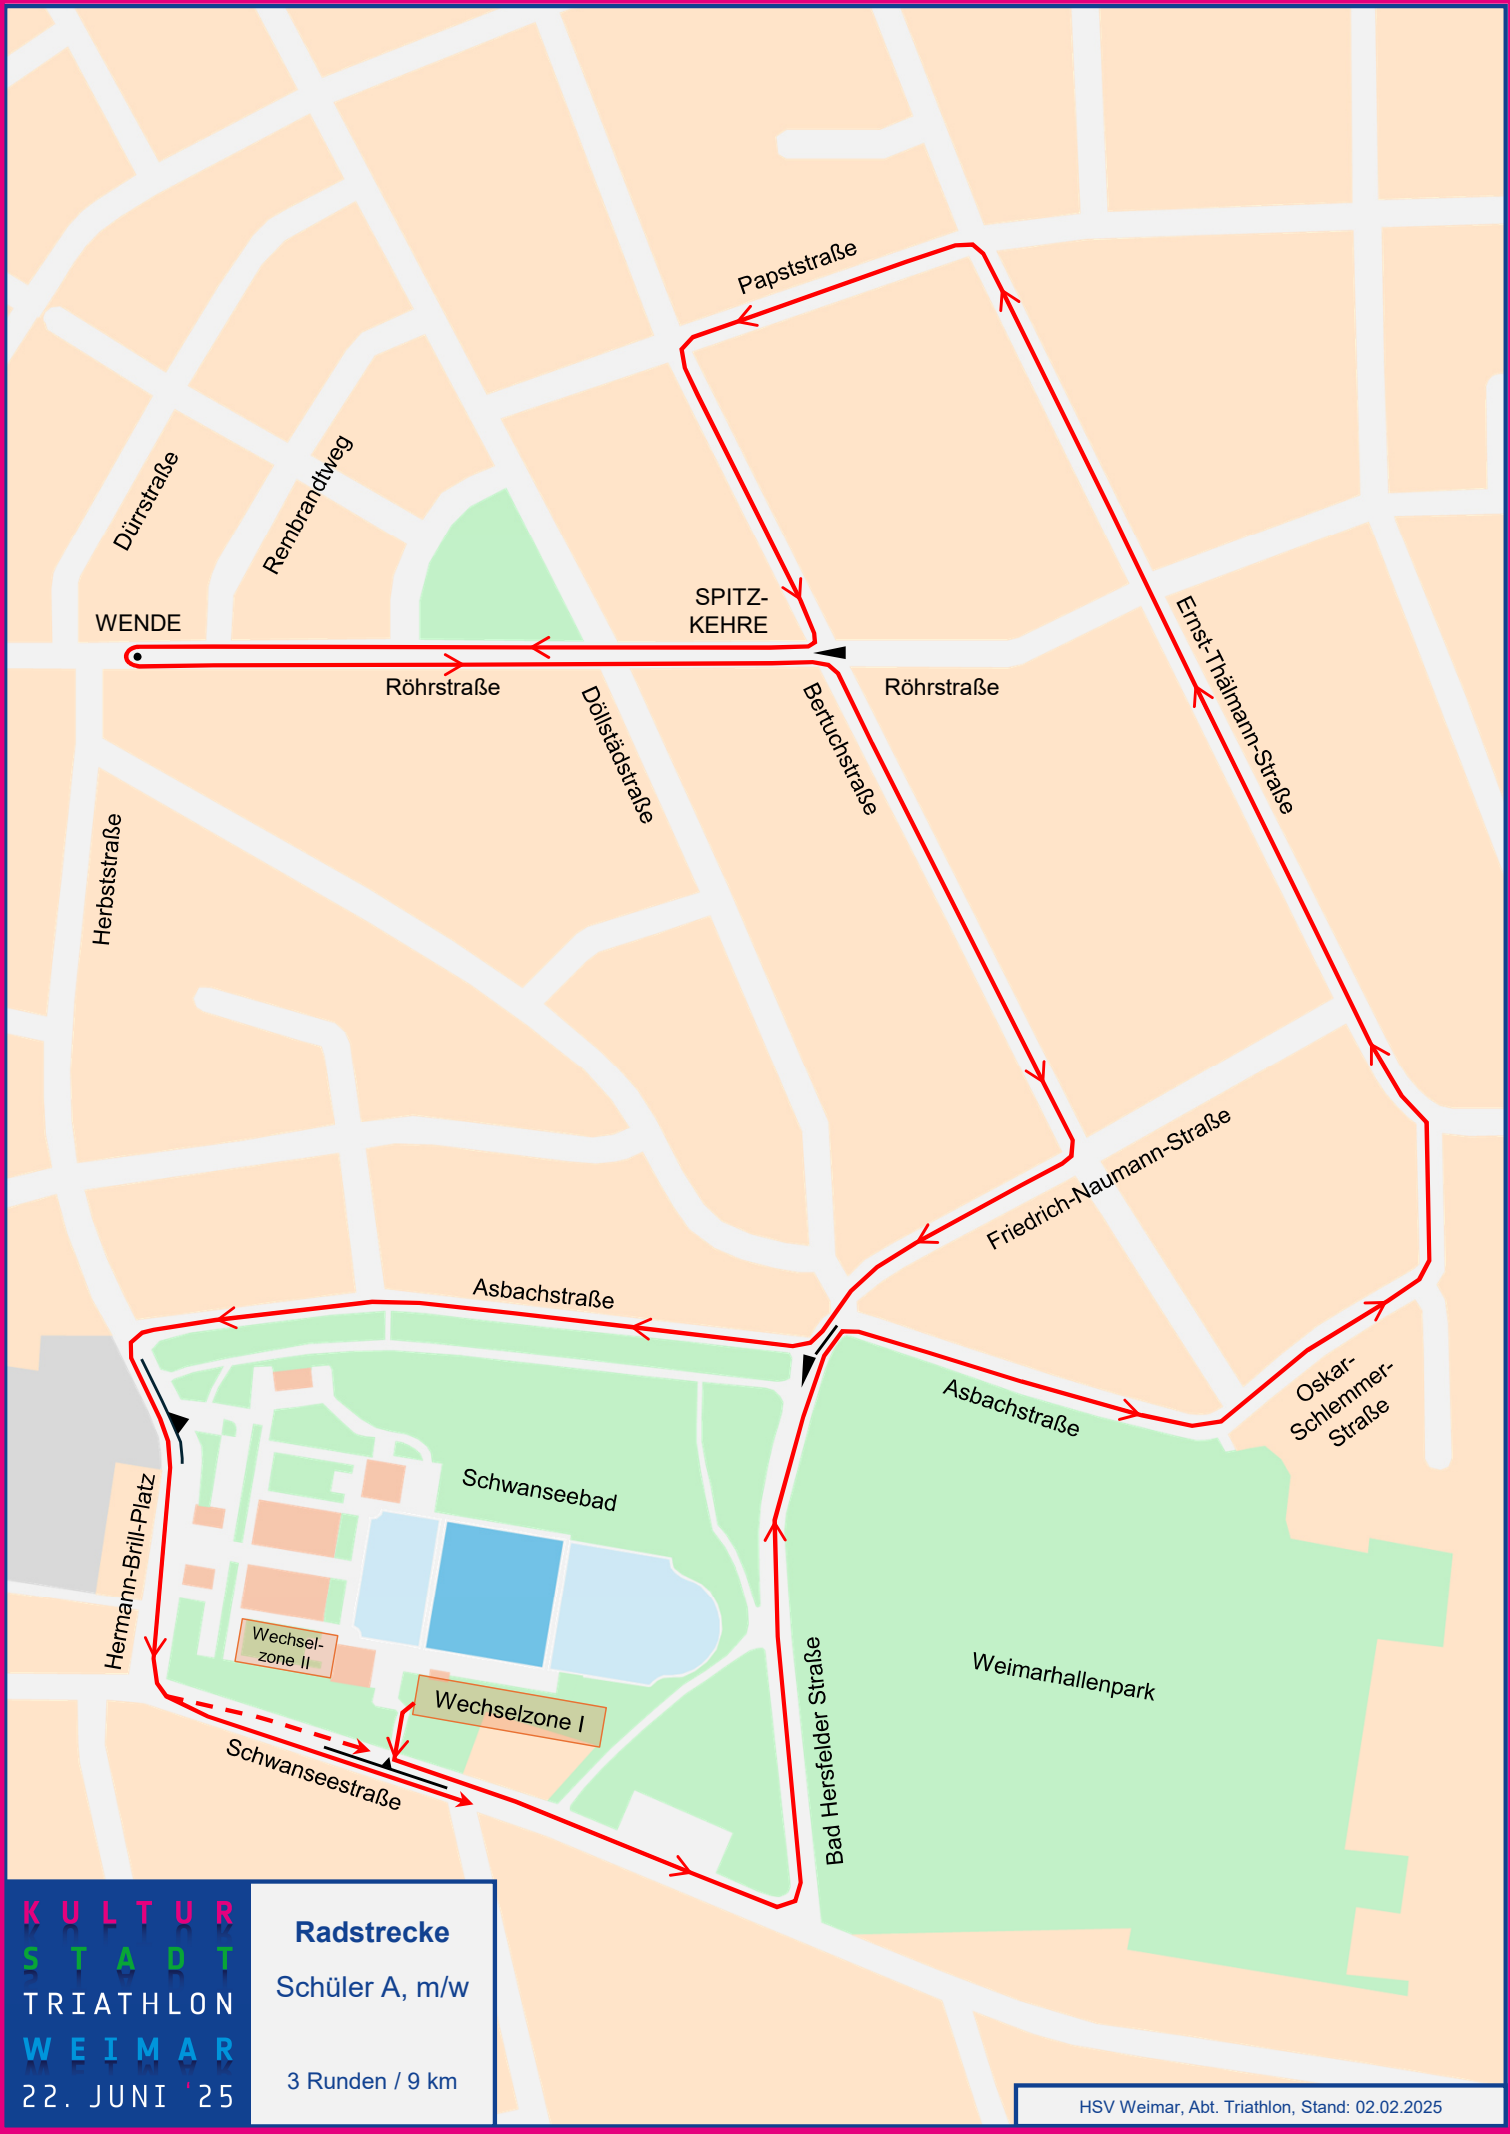 Papststraße
Dürrstraße
Rembrandtweg
WENDE
SPITZ-
KEHRE
Ernst-Thälmann-Straße
Röhrstraße
Röhrstraße
Döllstädstraße
Bertuchstraße
Herbststraße
Friedrich-Naumann-Straße
Asbachstraße
Asbachstraße
Oskar-
Schlemmer-
Straße
Schwanseebad
Hermann-Brill-Platz
Wechsel-
zone II
Wechselzone I
Weimarhallenpark
Bad Hersfelder Straße
Schwanseestraße
KULTUR
STADT
TRIATHLON
WEIMAR
22. JUNI '25
Radstrecke
Schüler A, m/w
3 Runden / 9 km
HSV Weimar, Abt. Triathlon, Stand: 02.02.2025